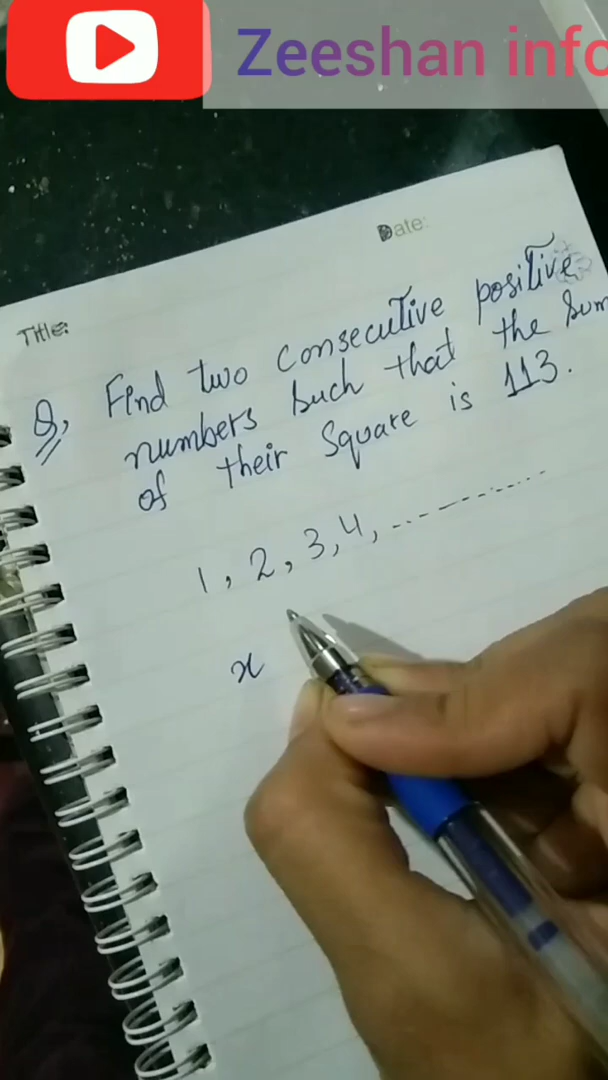 Zeeshan info
Date:
Title:
Q, Find two consecutive positive
numbers such that the sum
of their square is 113.
1, 2, 3, 4, ..............
x